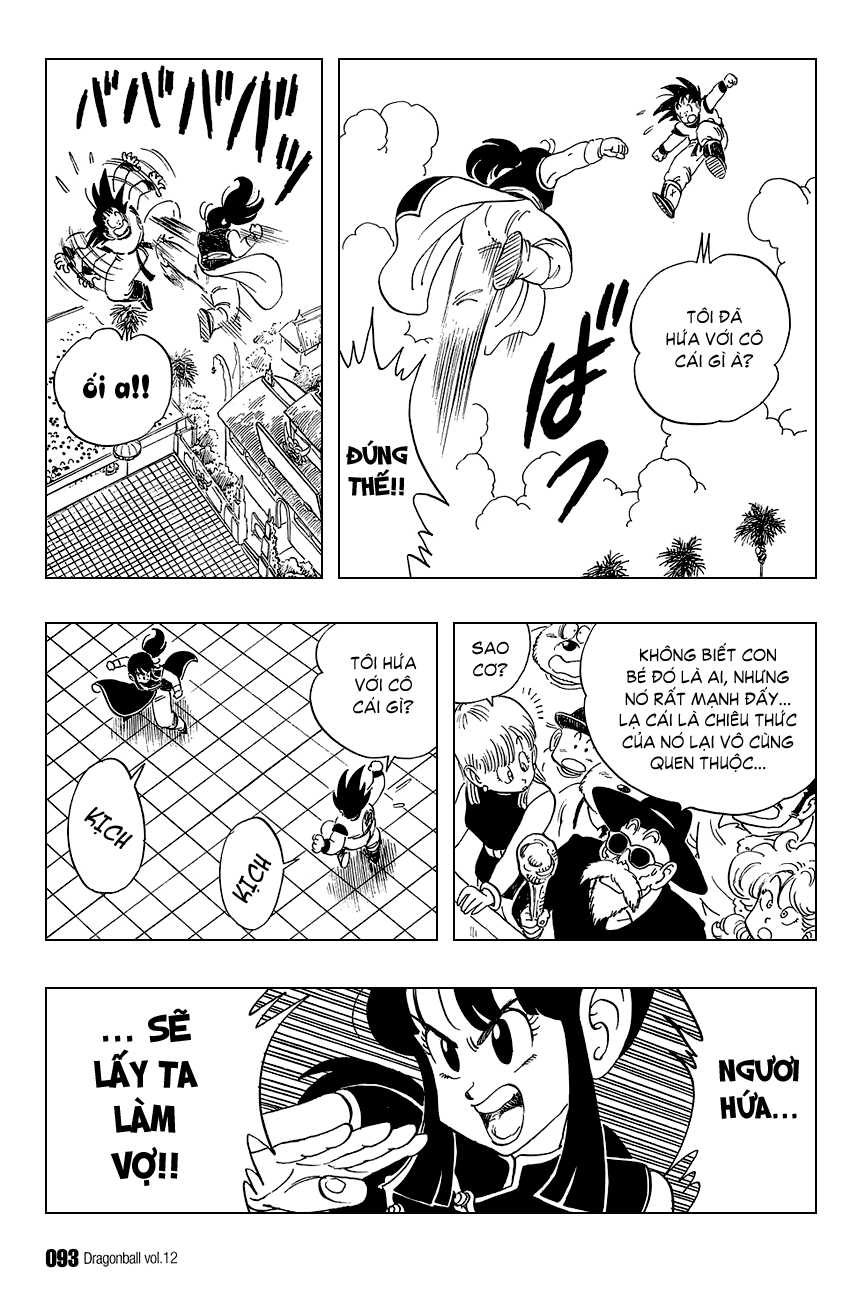 TÔI ĐÃ
HỨA VỚI CÔ
CÁI GÌ À?
ばっ
ĐÚNG
THẾ!!
ババババ
ối a!!
KHÔNG BIẾT CON
BÉ ĐƠ LÀ AI, NHƯNG
NÓ RẤT MẠNH ĐẤY...
LẠ CÁI LÀ CHIÊU THỨC
CỦA NÓ LẠI VÔ CÙNG
QUEN THUỘC...
SAO
CƠ?
TÔI HỨA
VỚI CÔ
CÁI GÌ?
KỊCH
KỊCH
NGƯƠI
HỨA...
... SẼ
LẤY TA
LÀM
VỢ!!
093 Dragonball vol.12